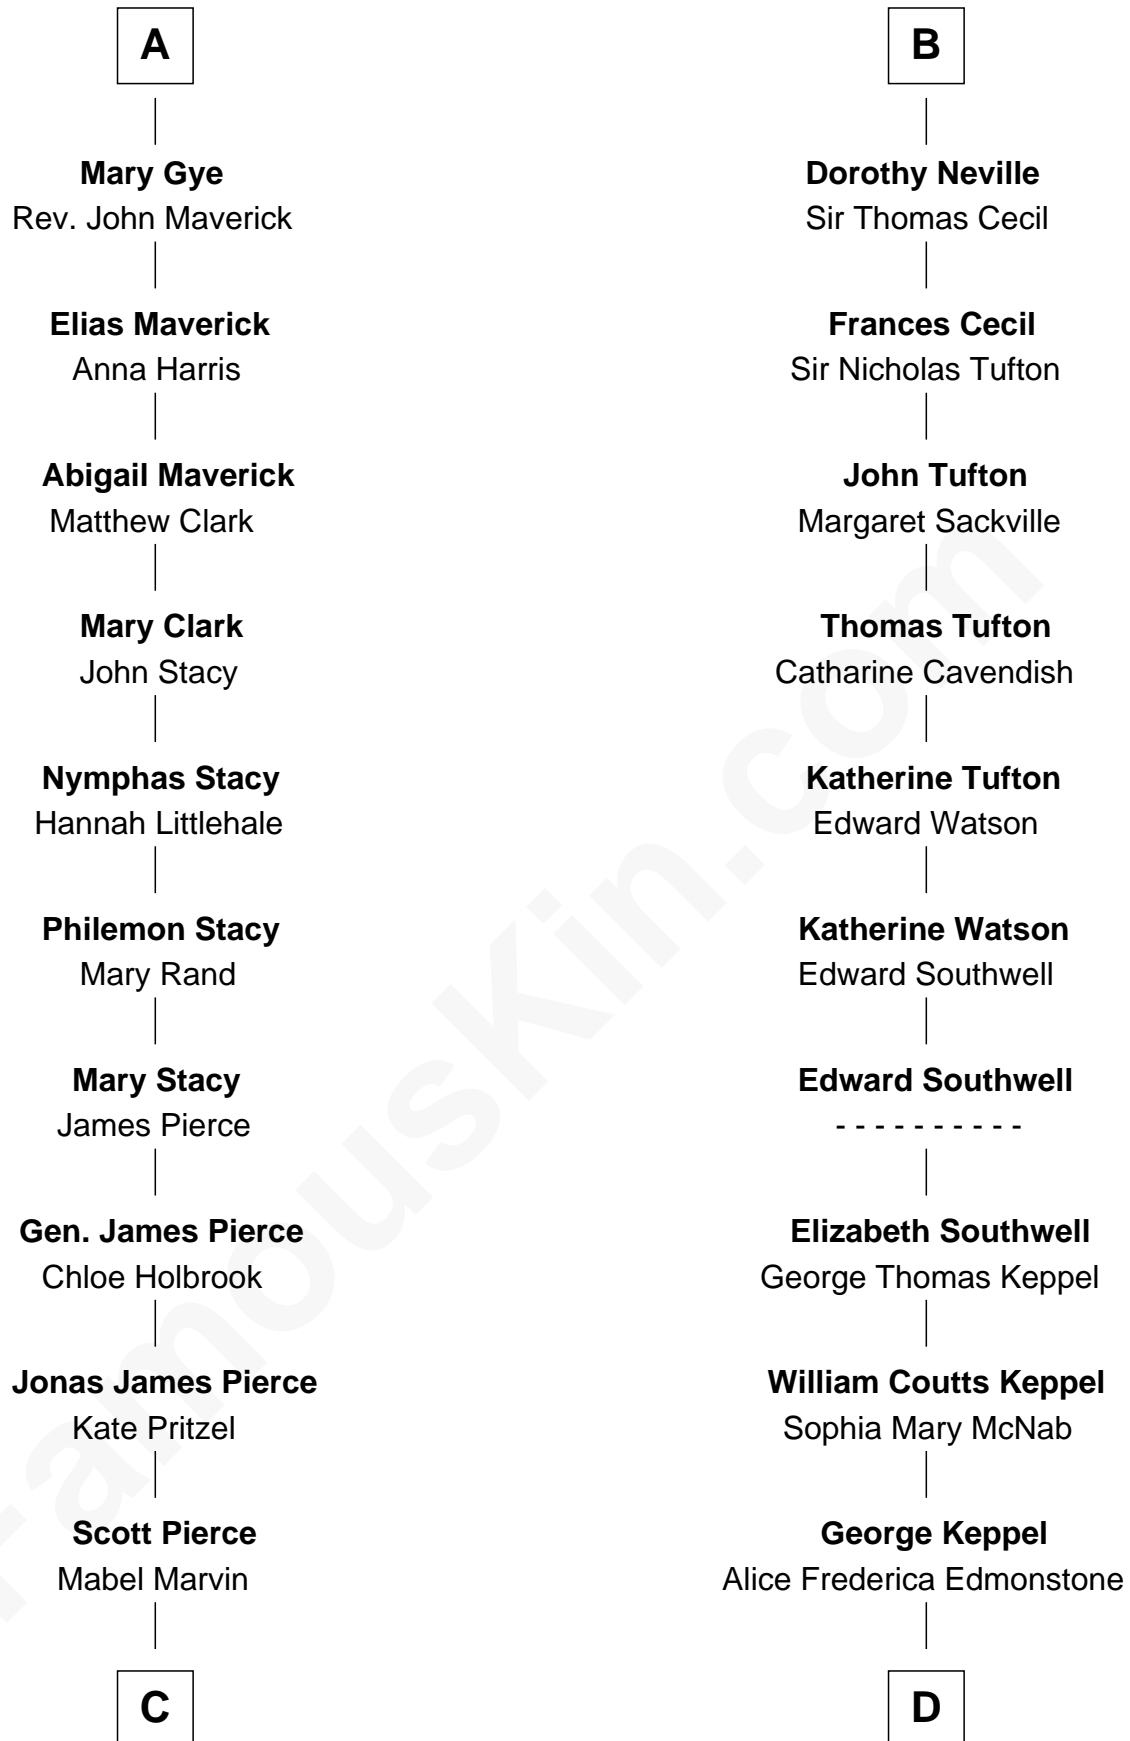 A
Mary Gye
Rev. John Maverick
Elias Maverick
Anna Harris
Abigail Maverick
Matthew Clark
Mary Clark
John Stacy
Nymphas Stacy
Hannah Littlehale
Philemon Stacy
Mary Rand
Mary Stacy
James Pierce
Gen. James Pierce
Chloe Holbrook
Jonas James Pierce
Kate Pritzel
Scott Pierce
Mabel Marvin
C
B
Dorothy Neville
Sir Thomas Cecil
Frances Cecil
Sir Nicholas Tufton
John Tufton
Margaret Sackville
Thomas Tufton
Catharine Cavendish
Katherine Tufton
Edward Watson
Katherine Watson
Edward Southwell
Edward Southwell
- - - - - - - - - -
Elizabeth Southwell
George Thomas Keppel
William Coutts Keppel
Sophia Mary McNab
George Keppel
Alice Frederica Edmonstone
D
FamousKin.com